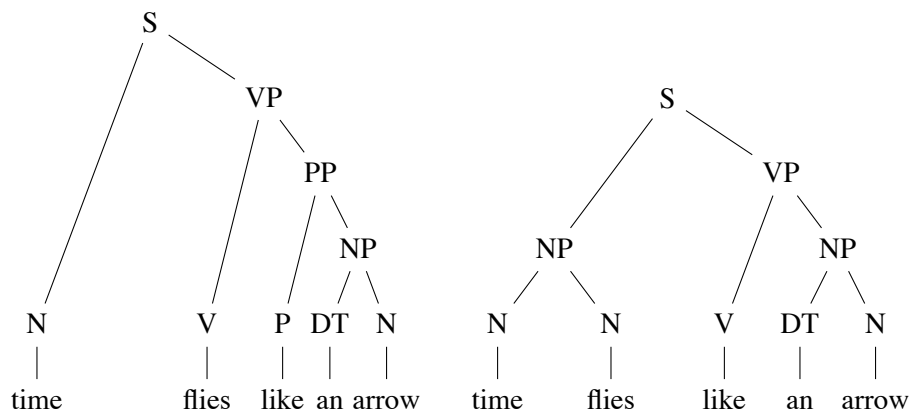 S
VP
S
PP
VP
NP
NP
NP
N V P DT N
N N V DT N
time flies like an arrow
time flies like an arrow